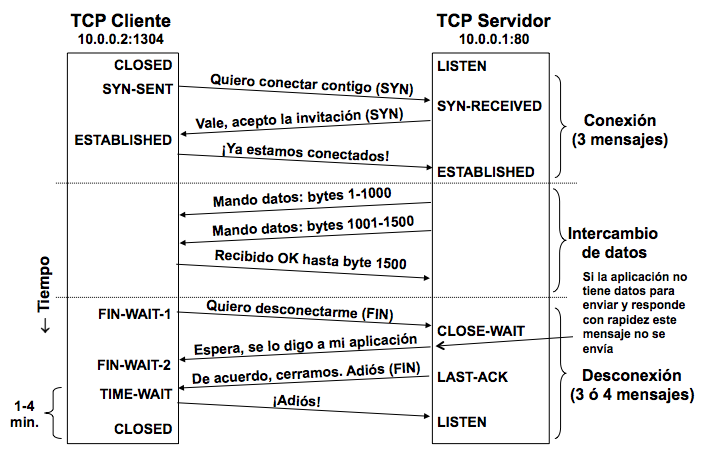 TCP Cliente
10.0.0.2:1304
TCP Servidor
10.0.0.1:80
CLOSED
LISTEN
SYN-SENT
Quiero conectar contigo (SYN)
SYN-RECEIVED
Vale, acepto la invitación (SYN)
ESTABLISHED
¡Ya estamos conectados!
ESTABLISHED
Conexión
(3 mensajes)
Mando datos: bytes 1-1000
Mando datos: bytes 1001-1500
Recibido OK hasta byte 1500
Intercambio
de datos
Si la aplicación no
tiene datos para
enviar y responde
con rapidez este
mensaje no se
envía
← Tiempo
FIN-WAIT-1
Quiero desconectarme (FIN)
CLOSE-WAIT
Espera, se lo digo a mi aplicación
FIN-WAIT-2
De acuerdo, cerramos. Adiós (FIN)
LAST-ACK
TIME-WAIT
¡Adiós!
LISTEN
CLOSED
1-4
min.
Desconexión
(3 ó 4 mensajes)